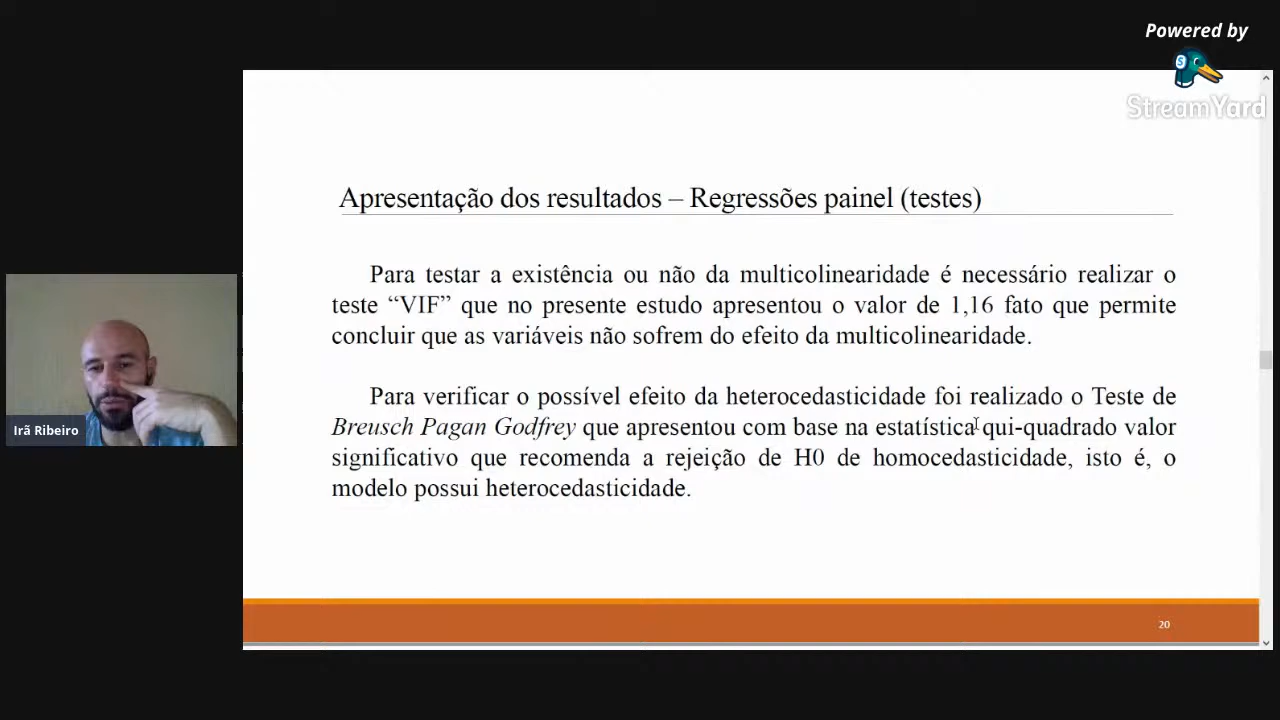 Powered by
StreamYard
Apresentação dos resultados – Regressões painel (testes)
Para testar a existência ou não da multicolinearidade é necessário realizar o
teste “VIF” que no presente estudo apresentou o valor de 1,16 fato que permite
concluir que as variáveis não sofrem do efeito da multicolinearidade.
Para verificar o possível efeito da heterocedasticidade foi realizado o Teste de
Breusch Pagan Godfrey que apresentou com base na estatística qui-quadrado valor
significativo que recomenda a rejeição de H0 de homocedasticidade, isto é, o
modelo possui heterocedasticidade.
Irã Ribeiro
20